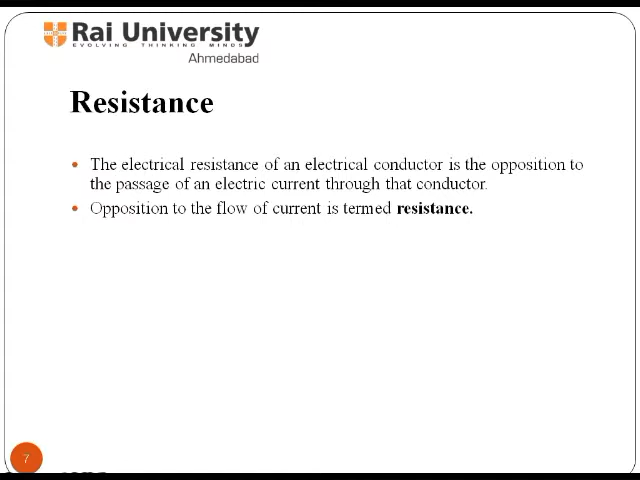 Rai University
EVOLVING THINKING MINDS
Ahmedabad
Resistance
• The electrical resistance of an electrical conductor is the opposition to
the passage of an electric current through that conductor.
• Opposition to the flow of current is termed resistance.
7